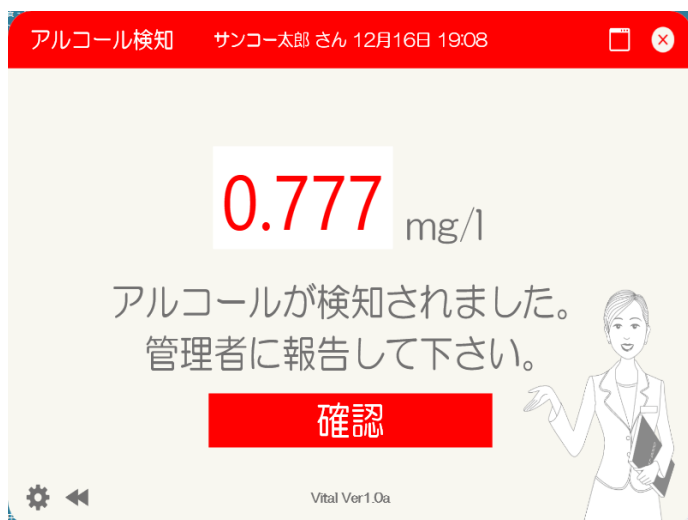 アルコール検知 サンコー太郎 さん 12月16日 19:08
0.777 mg/l
アルコールが検知されました。
管理者に報告して下さい。
確認
Vital Ver1.0a